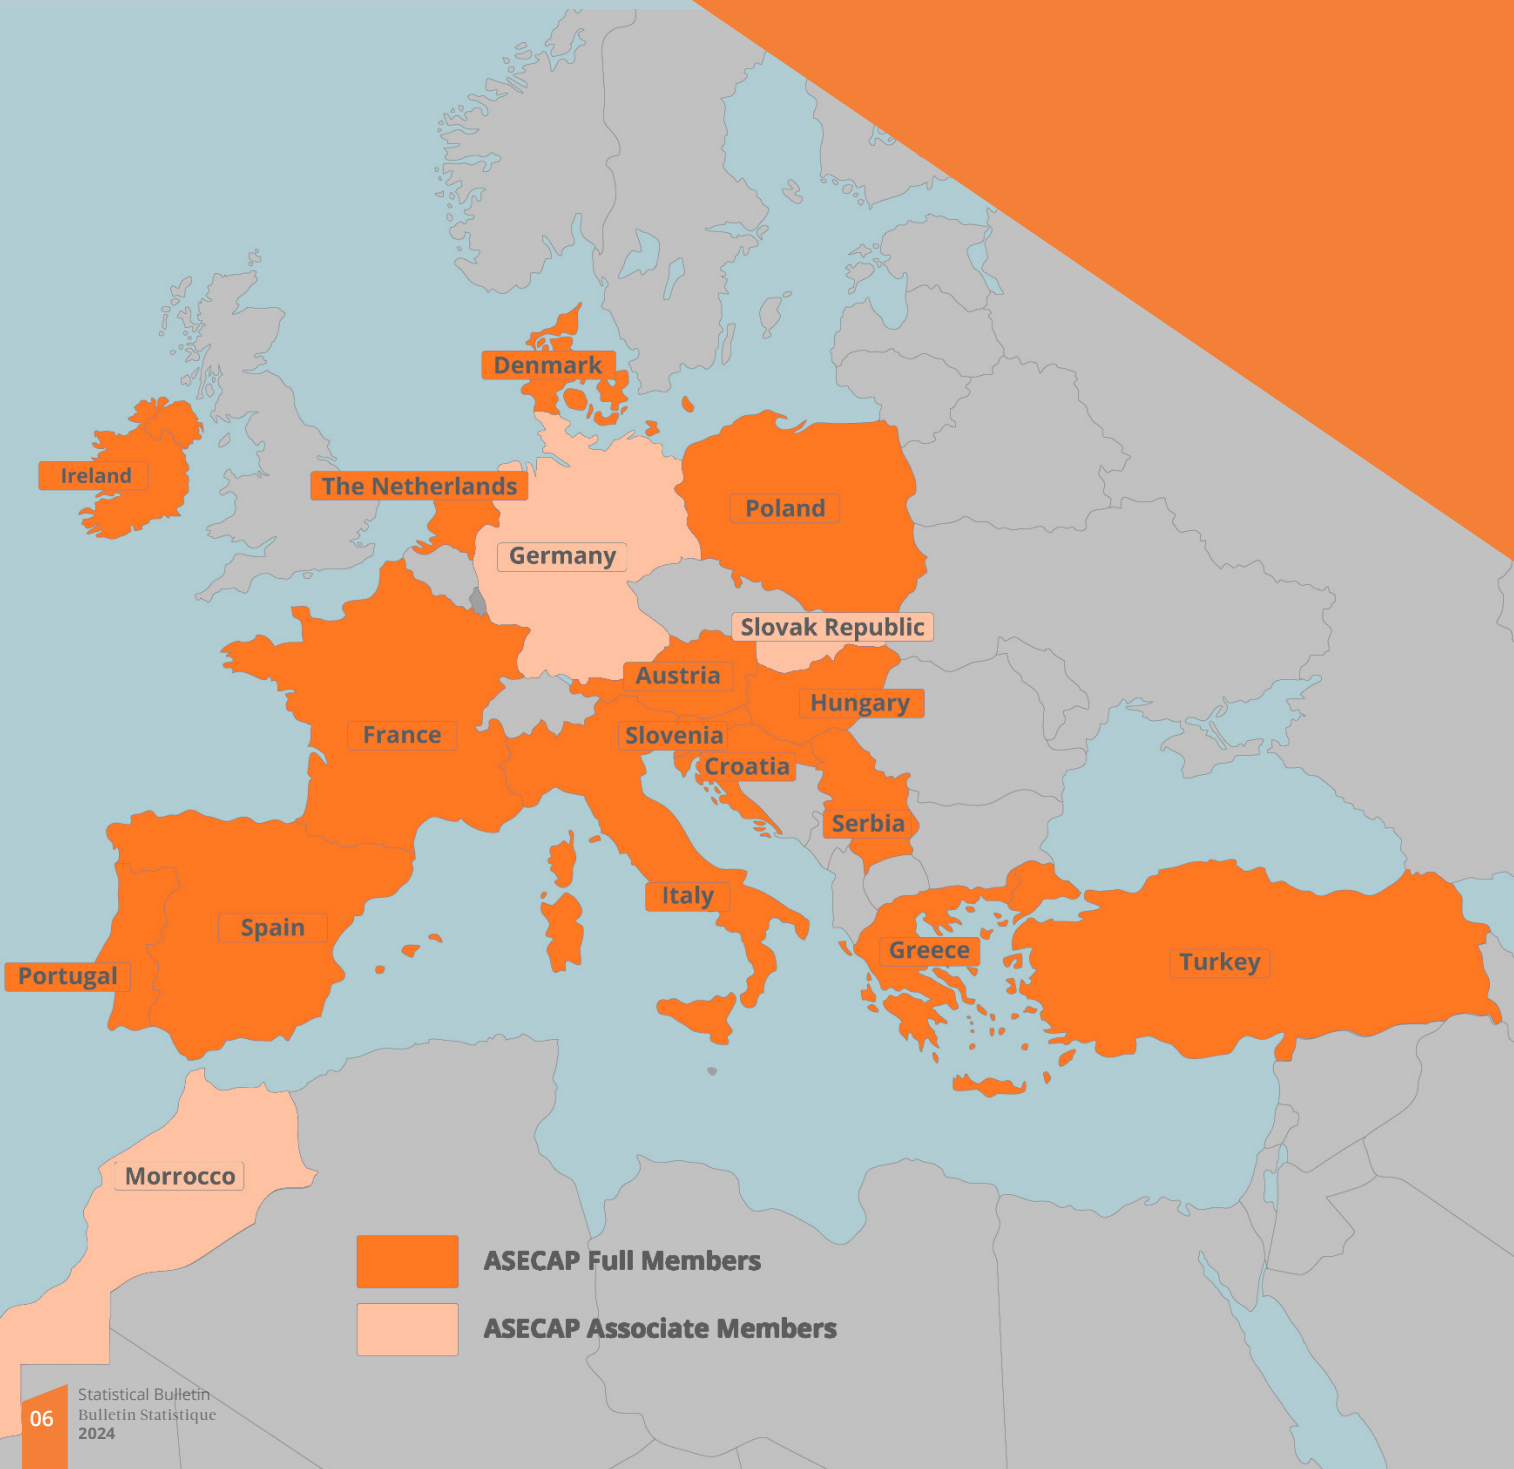 Denmark
Ireland
The Netherlands
Poland
Germany
Slovak Republic
Austria
Hungary
France
Slovenia
Croatia
Serbia
Italy
Spain
Greece
Turkey
Portugal
Morrocco
ASECAP Full Members
ASECAP Associate Members
06
Statistical Bulletin
Bulletin Statistique
2024